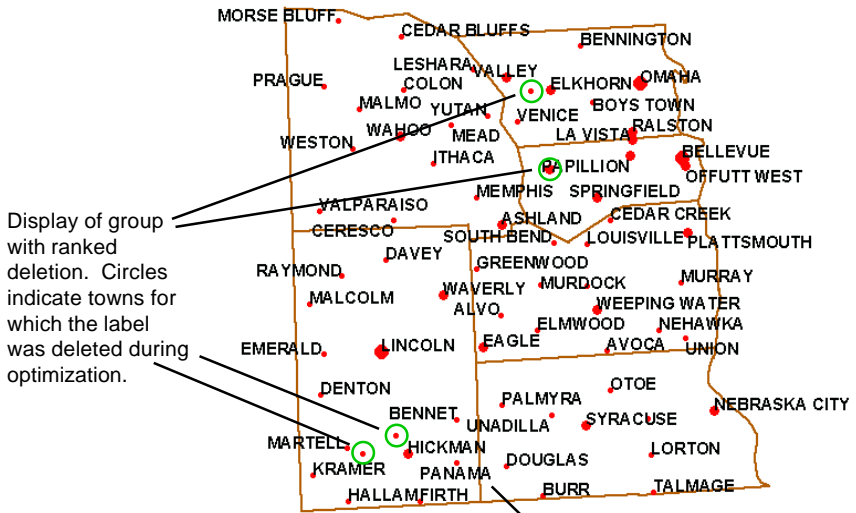 MORSE BLUFF
CEDAR BLUFFS
BENNINGTON
LESHARA
VALLEY
PRAGUE
COLON
ELKHORN
OMAHA
MALMO
YUTAN
BOYS TOWN
VENICE
WAHOO
MEAD
LA VISTA
RALSTON
WESTON
ITHACA
PAPILLION
BELLEVUE
OFFUTT WEST
MEMPHIS
SPRINGFIELD
VALPARAISO
ASHLAND
CEDAR CREEK
CERESCO
SOUTH BEND
LOUISVILLE
PLATTSMOUTH
Display of group
with ranked
deletion. Circles
indicate towns for
which the label
was deleted during
optimization.
DAVEY
GREENWOOD
RAYMOND
MURDOCK
MURRAY
MALCOLM
WAVERLY
ALVO
WEEPING WATER
ELMWOOD
NEHAWKA
EMERALD
LINCOLN
EAGLE
AVOCA
UNION
DENTON
OTOE
BENNET
PALMYRA
NEBRASKA CITY
UNADILLA
SYRACUSE
MARTELL
HICKMAN
LORTON
KRAMER
PANAMA
DOUGLAS
HALLAM
FIRTH
BURR
TALMAGE